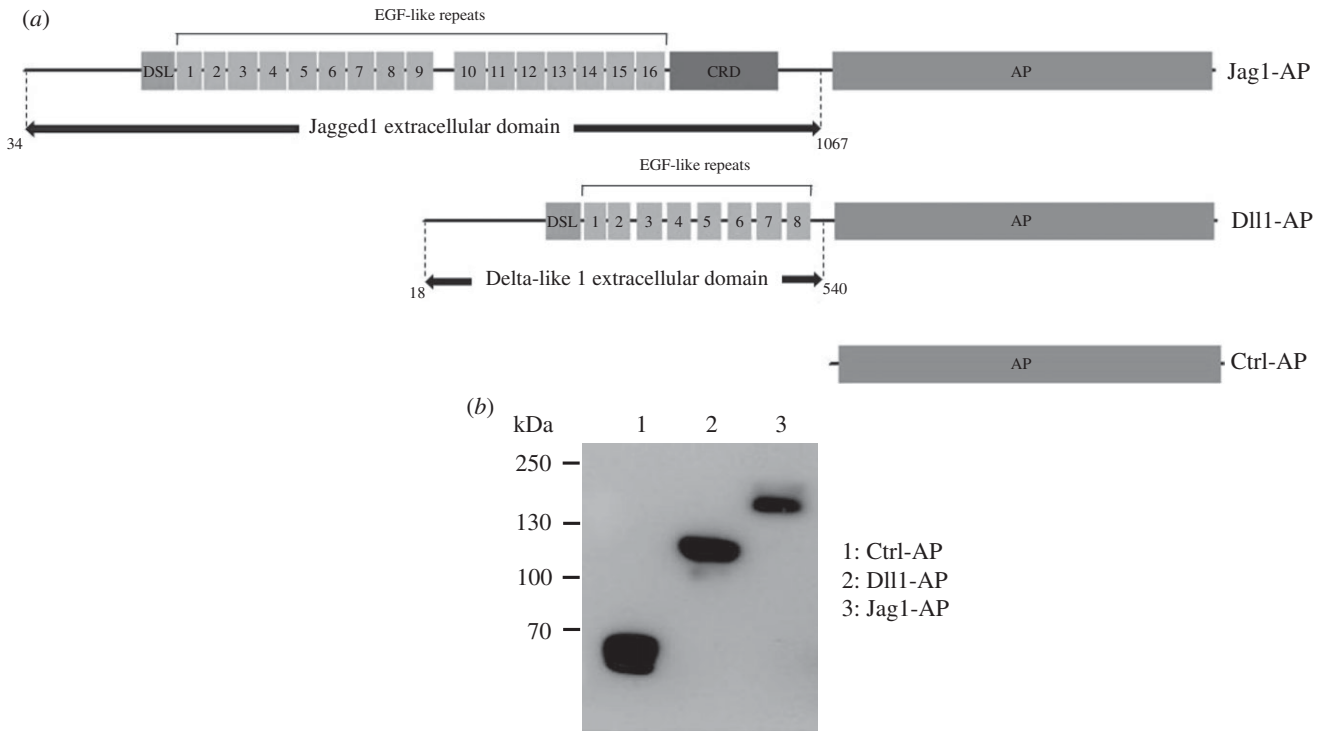 (a)
EGF-like repeats
DSL 1 2 3 4 5 6 7 8 9 10 11 12 13 14 15 16 CRD AP Jag1-AP
Jagged1 extracellular domain
34 1067
EGF-like repeats
DSL 1 2 3 4 5 6 7 8 AP Dll1-AP
Delta-like 1 extracellular domain
18 540
AP Ctrl-AP
(b)
kDa 1 2 3
250
130
100
70
1: Ctrl-AP
2: Dll1-AP
3: Jag1-AP